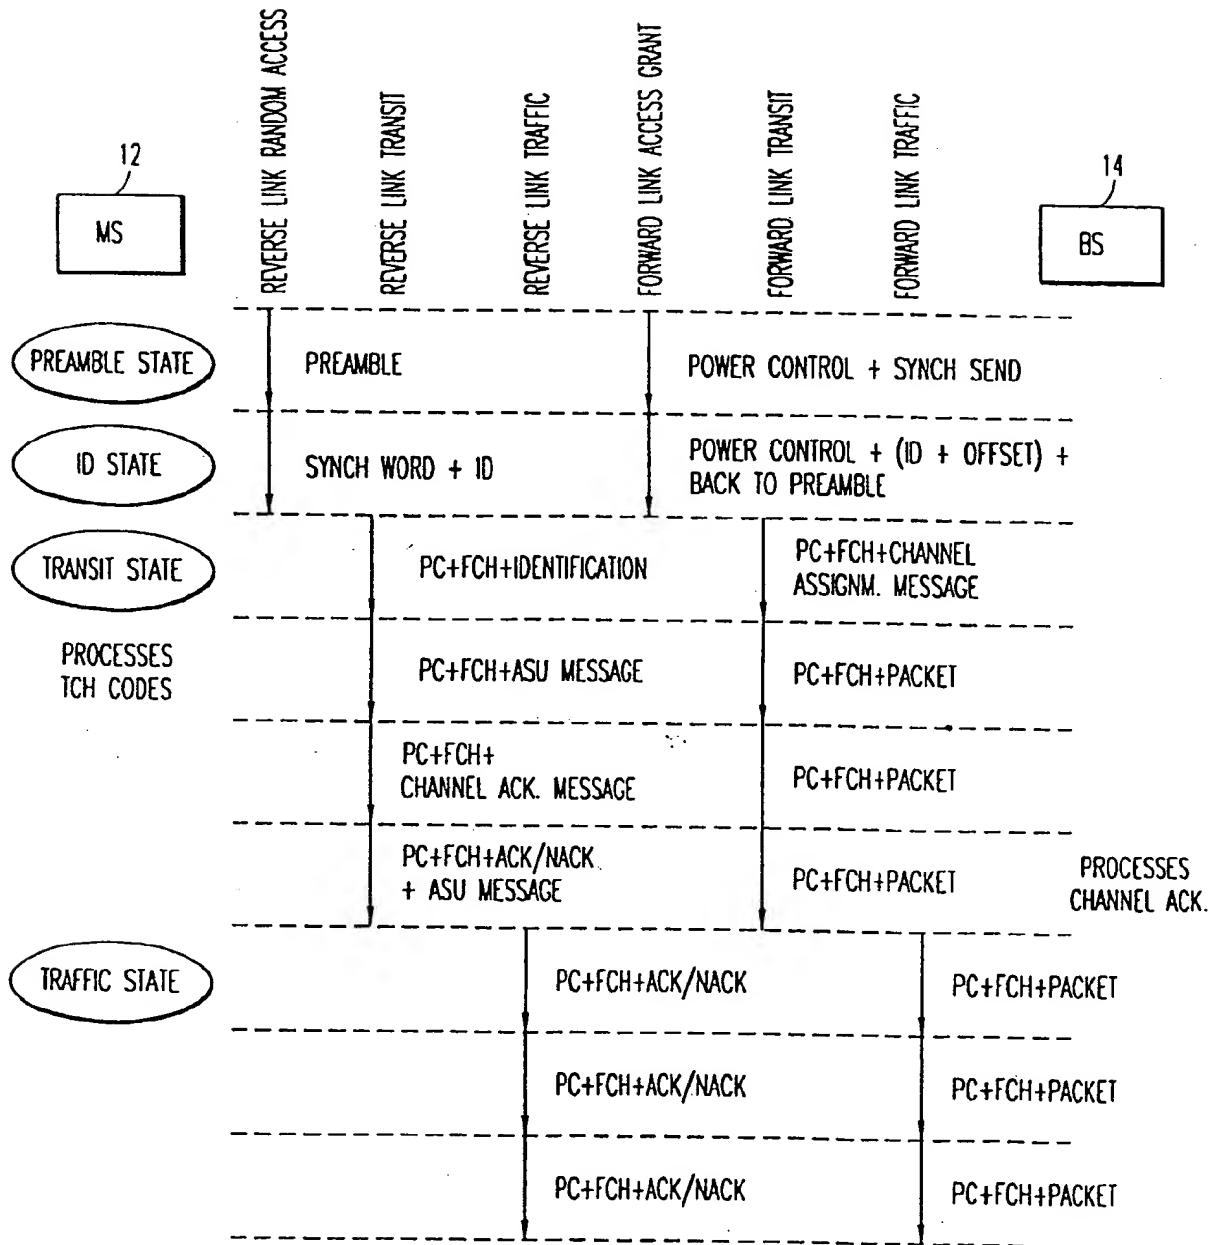 REVERSE LINK RANDOM ACCESS
REVERSE LINK TRANSIT
REVERSE LINK TRAFFIC
FORWARD LINK ACCESS GRANT
FORWARD LINK TRANSIT
FORWARD LINK TRAFFIC
12
MS
14
BS
PREAMBLE STATE
PREAMBLE
POWER CONTROL + SYNCH SEND
ID STATE
SYNCH WORD + ID
POWER CONTROL + (ID + OFFSET) +
BACK TO PREAMBLE
TRANSIT STATE
PC+FCH+IDENTIFICATION
PC+FCH+CHANNEL
ASSIGNM. MESSAGE
PROCESSES
TCH CODES
PC+FCH+ASU MESSAGE
PC+FCH+PACKET
PC+FCH+
CHANNEL ACK. MESSAGE
PC+FCH+PACKET
PC+FCH+ACK/NACK
+ ASU MESSAGE
PC+FCH+PACKET
PROCESSES
CHANNEL ACK.
TRAFFIC STATE
PC+FCH+ACK/NACK
PC+FCH+PACKET
PC+FCH+ACK/NACK
PC+FCH+PACKET
PC+FCH+ACK/NACK
PC+FCH+PACKET